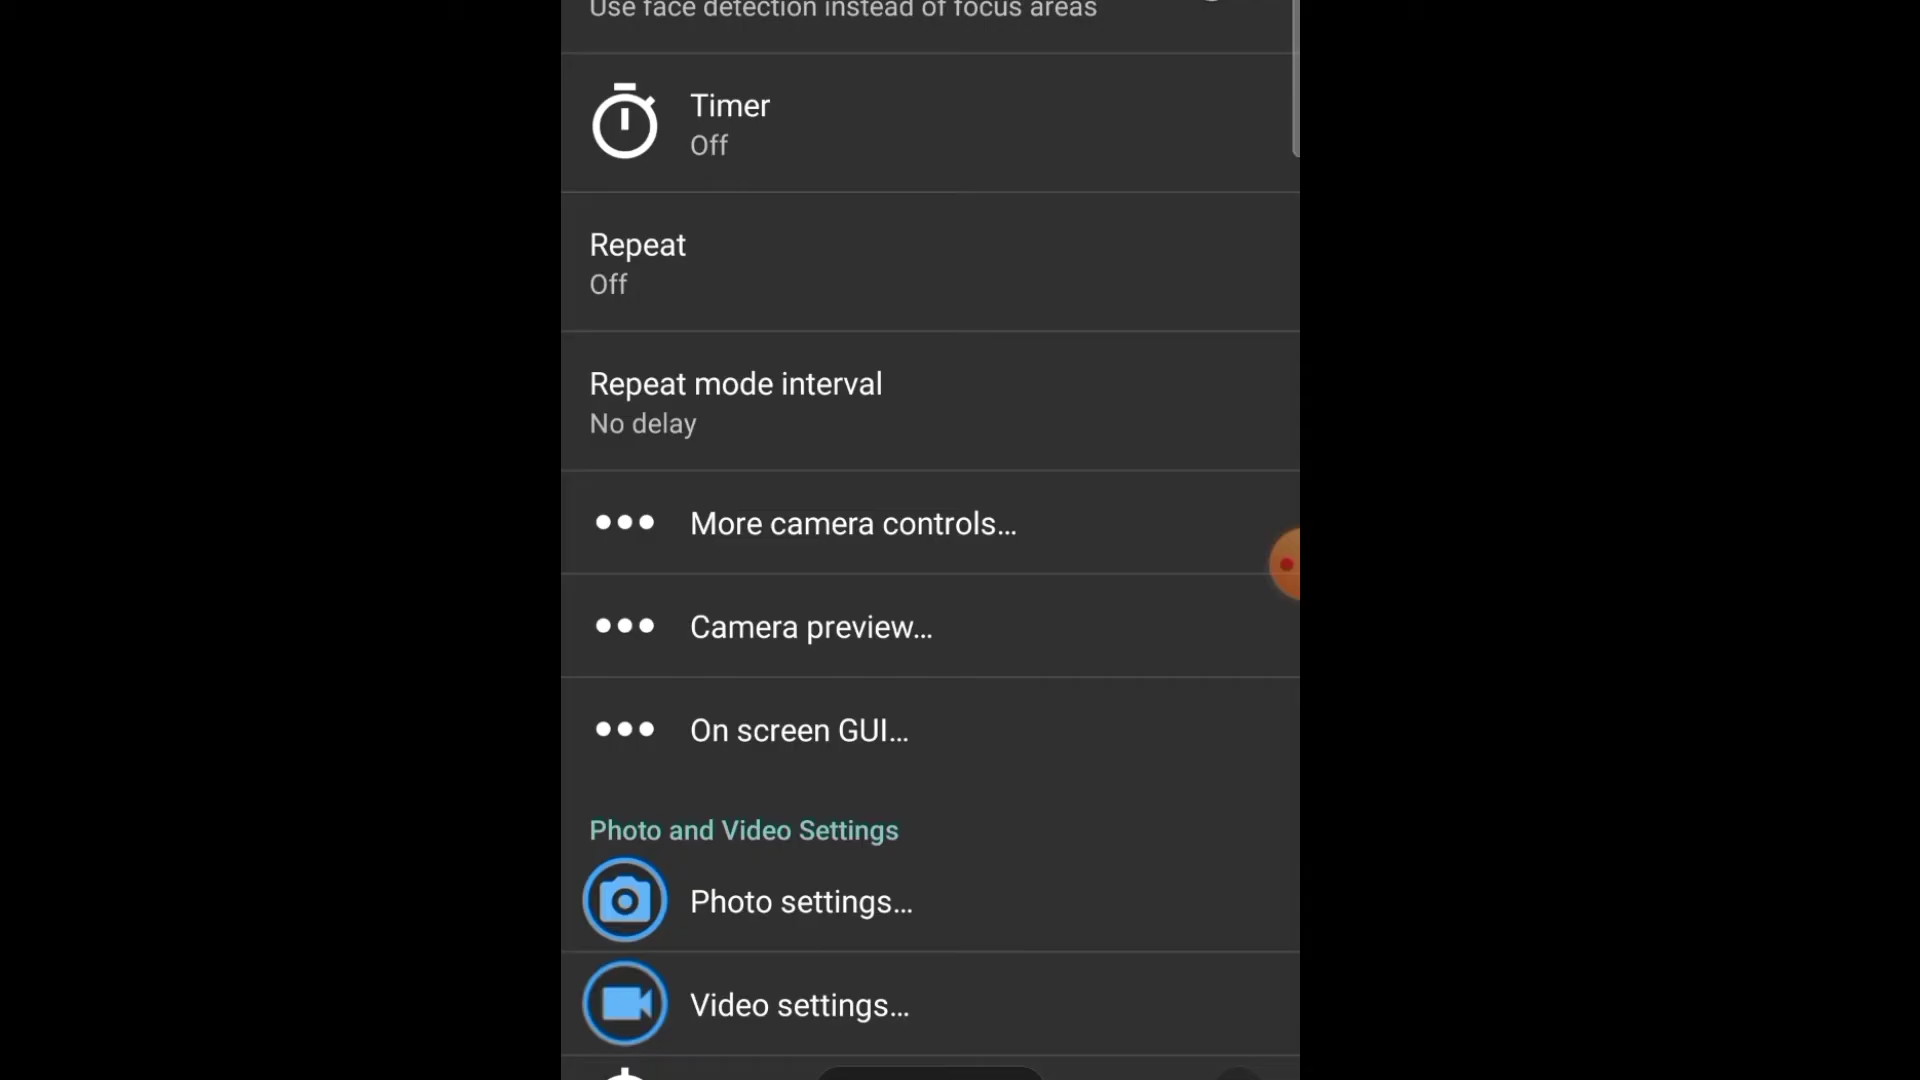 Use face detection instead of focus areas
Timer
Off
Repeat
Off
Repeat mode interval
No delay
More camera controls...
Camera preview...
On screen GUI...
Photo and Video Settings
Photo settings...
Video settings...